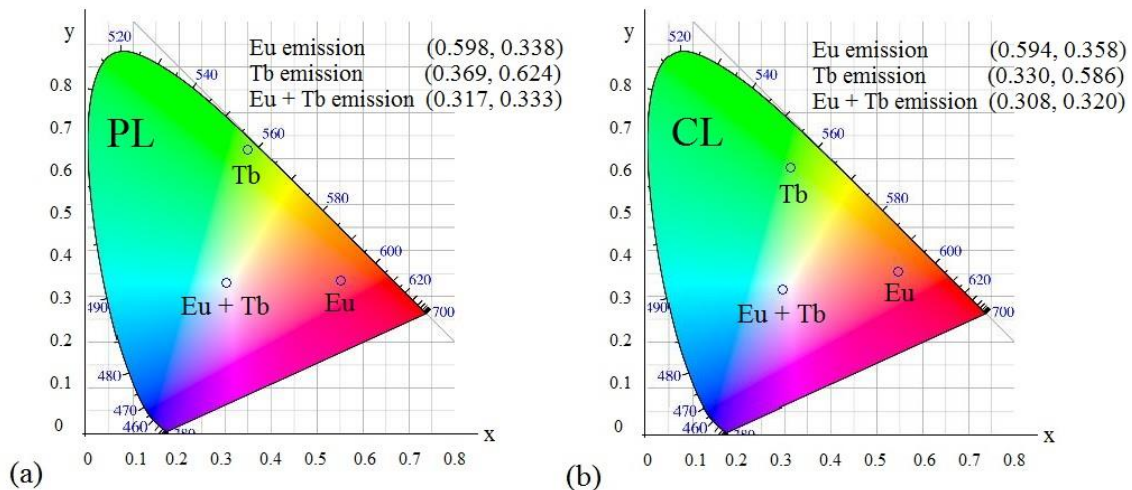 y
Eu emission (0.598, 0.338)
Tb emission (0.369, 0.624)
Eu + Tb emission (0.317, 0.333)
PL
520
540
560
580
600
620
700
490
480
470
460
380
Tb
Eu + Tb
Eu
0.8
0.7
0.6
0.5
0.4
0.3
0.2
0.1
0
x
0 0.1 0.2 0.3 0.4 0.5 0.6 0.7 0.8
(a)
y
Eu emission (0.594, 0.358)
Tb emission (0.330, 0.586)
Eu + Tb emission (0.308, 0.320)
CL
520
540
560
580
600
620
700
490
480
470
460
380
Tb
Eu + Tb
Eu
0.8
0.7
0.6
0.5
0.4
0.3
0.2
0.1
0
x
0 0.1 0.2 0.3 0.4 0.5 0.6 0.7 0.8
(b)